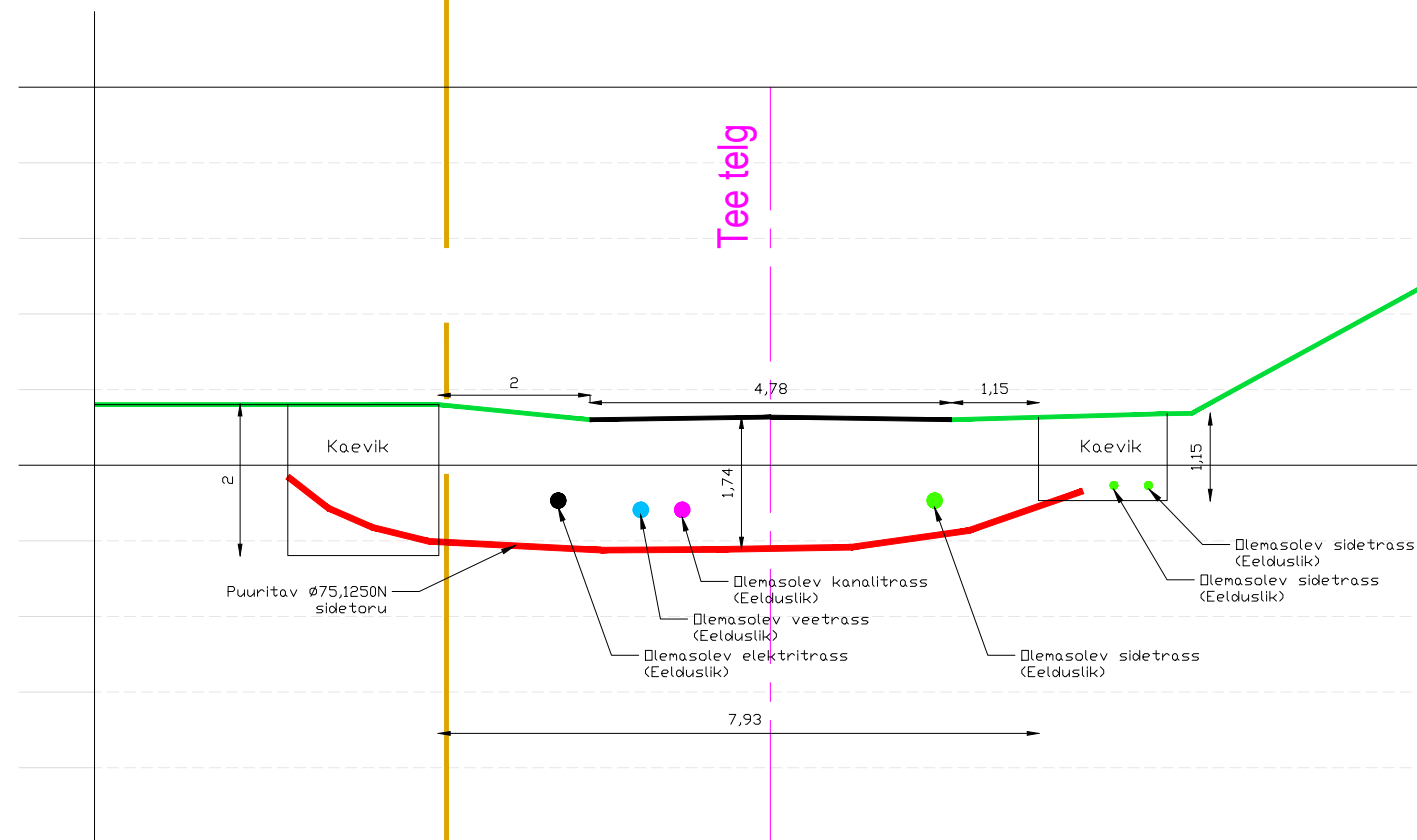 Tee telg
2
4,78
1,15
Kaevik
Kaevik
2
1,74
1,15
▯lemasolev sidetrass
(Eelduslik)
▯lemasolev sidetrass
(Eelduslik)
▯lemasolev kanalitrass
(Eelduslik)
Puuritav Ø75,1250N
sidetoru
▯lemasolev veetrass
(Eelduslik)
▯lemasolev elektritrass
(Eelduslik)
▯lemasolev sidetrass
(Eelduslik)
7,93